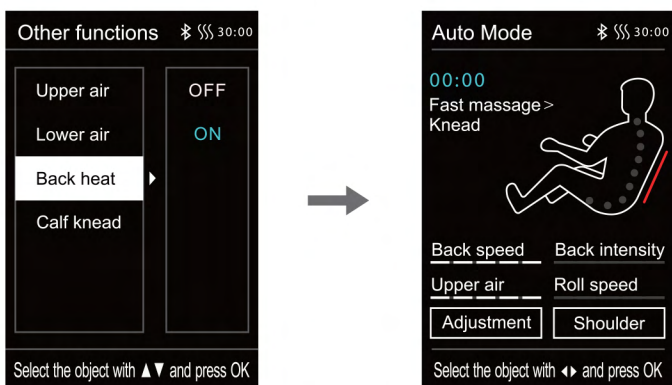 Other functions 30:00
Upper air OFF
Lower air ON
Back heat
Calf knead
Select the object with ▲▼ and press OK
Auto Mode 30:00
00:00
Fast massage>
Knead
Back speed Back intensity
Upper air Roll speed
Adjustment Shoulder
Select the object with ◂▸ and press OK